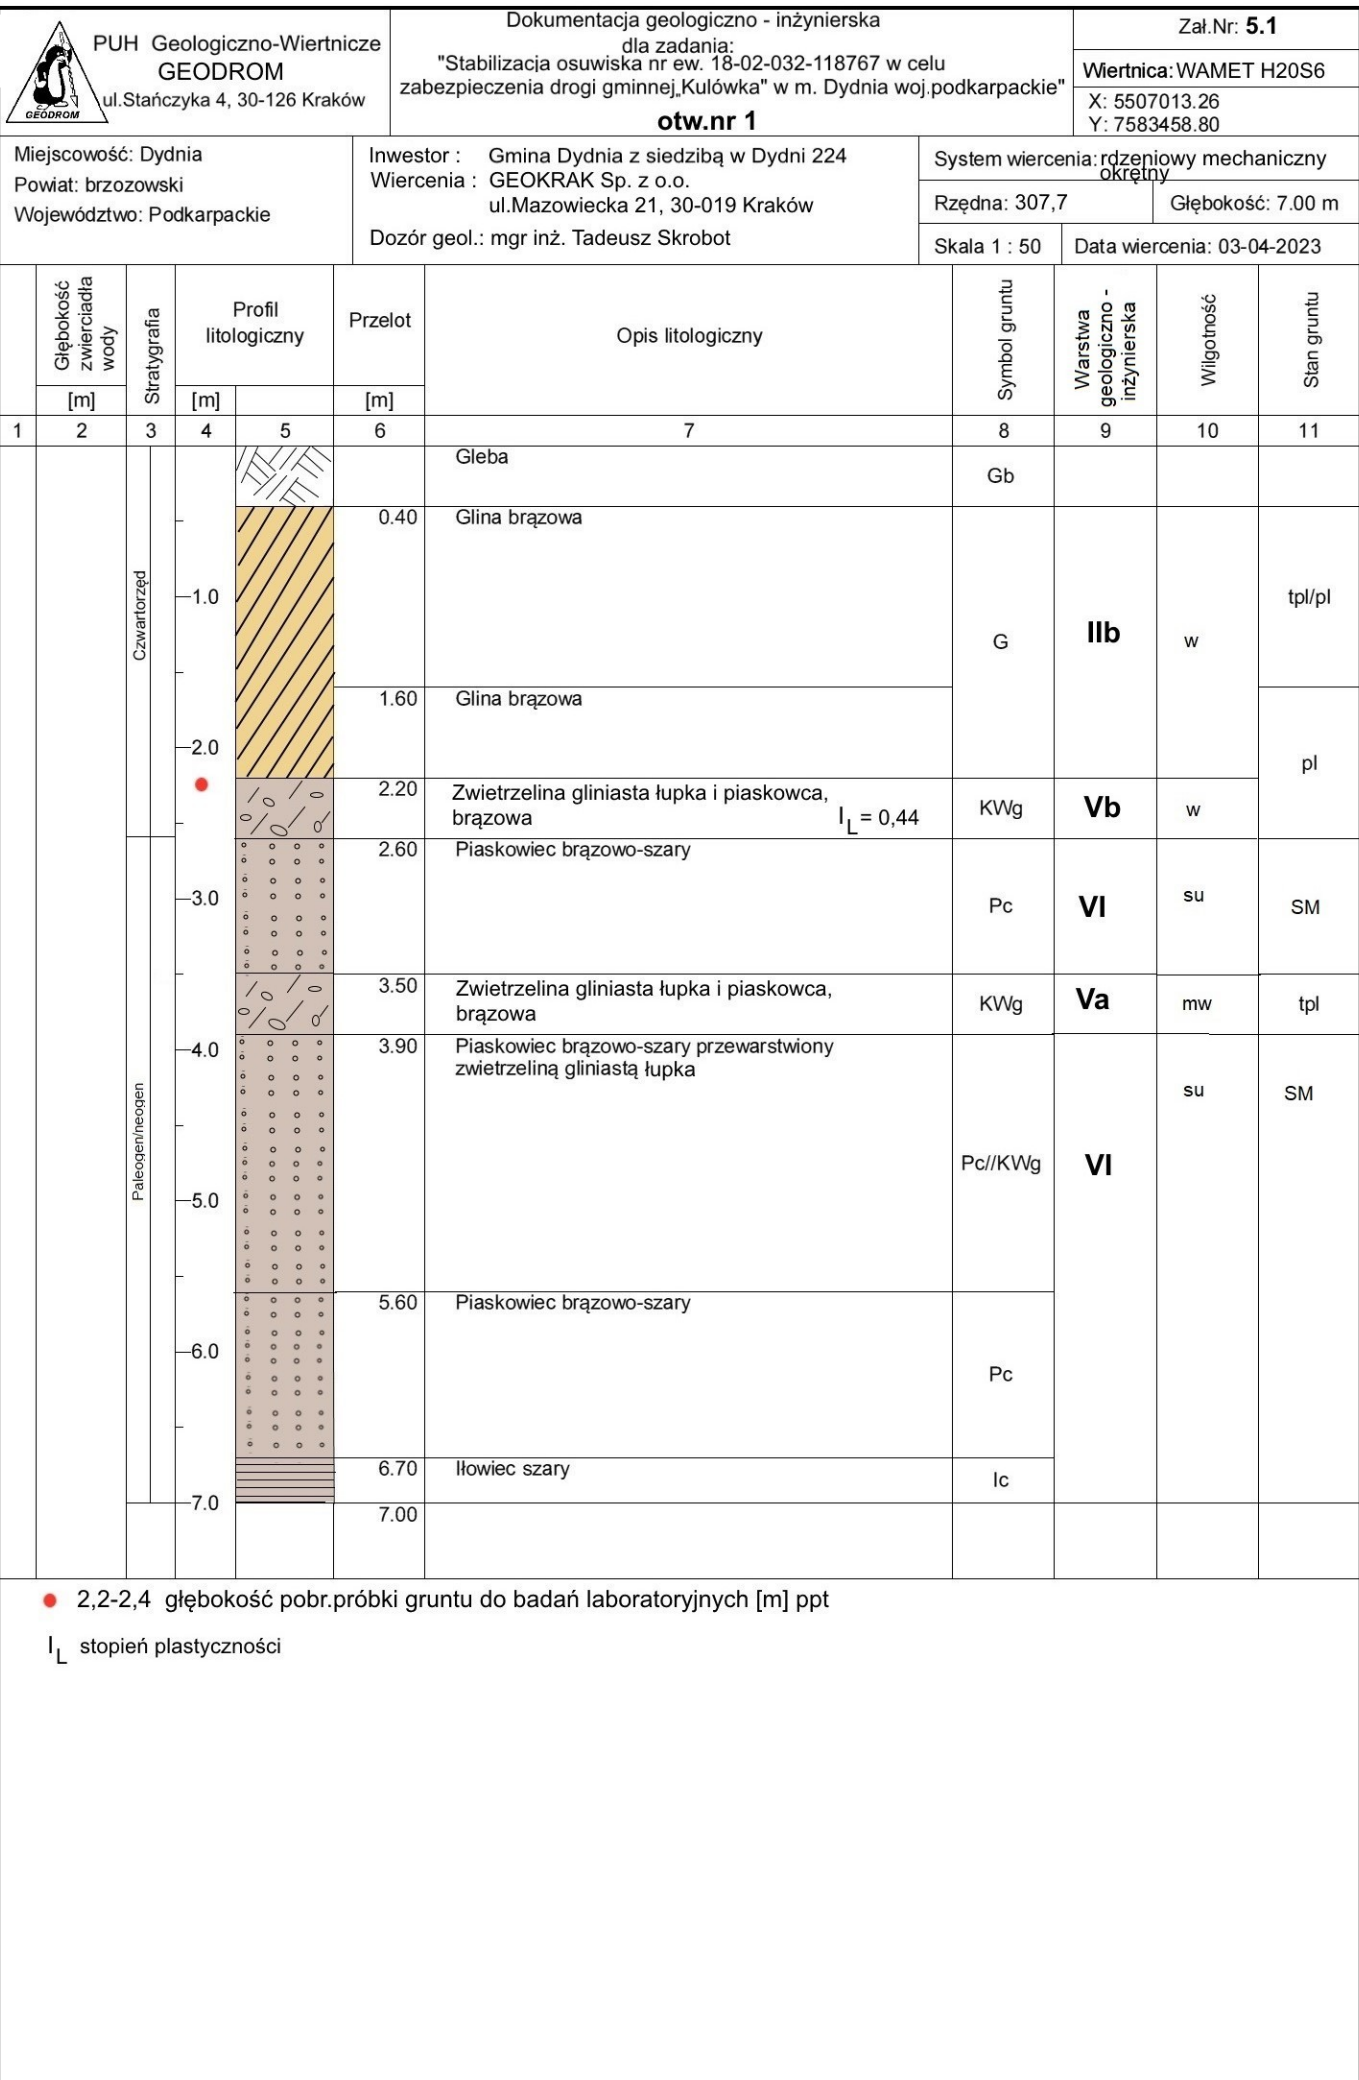 PUH Geologiczno-Wiertnicze
GEODROM
ul.Stańczyka 4, 30-126 Kraków
GEODROM
Dokumentacja geologiczno - inżynierska
dla zadania:
"Stabilizacja osuwiska nr ew. 18-02-032-118767 w celu
zabezpieczenia drogi gminnej„Kulówka" w m. Dydnia woj.podkarpackie"
otw.nr 1
Zał.Nr: 5.1
Wiertnica: WAMET H20S6
X: 5507013.26
Y: 7583458.80
Miejscowość: Dydnia
Powiat: brzozowski
Województwo: Podkarpackie
Inwestor : Gmina Dydnia z siedzibą w Dydni 224
Wiercenia : GEOKRAK Sp. z o.o.
ul.Mazowiecka 21, 30-019 Kraków
Dozór geol.: mgr inż. Tadeusz Skrobot
System wiercenia: rdzeniowy mechaniczny
okrętny
Rzędna: 307,7
Głębokość: 7.00 m
Skala 1 : 50
Data wiercenia: 03-04-2023
Głębokość
zwierciadła
wody
[m]
Stratygrafia
Profil
litologiczny
[m]
Przelot
[m]
Opis litologiczny
Symbol gruntu
Warstwa
geologiczno -
inżynierska
Wilgotność
Stan gruntu
1 2 3 4 5 6 7 8 9 10 11
Czwartorzęd
Paleogen/neogen
1.0
2.0
3.0
4.0
5.0
6.0
7.0
Gleba
Gb
0.40 Glina brązowa
G IIb w tpl/pl
1.60 Glina brązowa
pl
2.20 Zwietrzelina gliniasta łupka i piaskowca,
brązowa IL = 0,44
KWg Vb w
2.60 Piaskowiec brązowo-szary
Pc VI su SM
3.50 Zwietrzelina gliniasta łupka i piaskowca,
brązowa
KWg Va mw tpl
3.90 Piaskowiec brązowo-szary przewarstwiony
zwietrzeliną gliniastą łupka
su SM
Pc//KWg VI
5.60 Piaskowiec brązowo-szary
Pc
6.70 Iłowiec szary
Ic
7.00
2,2-2,4 głębokość pobr.próbki gruntu do badań laboratoryjnych [m] ppt
IL stopień plastyczności